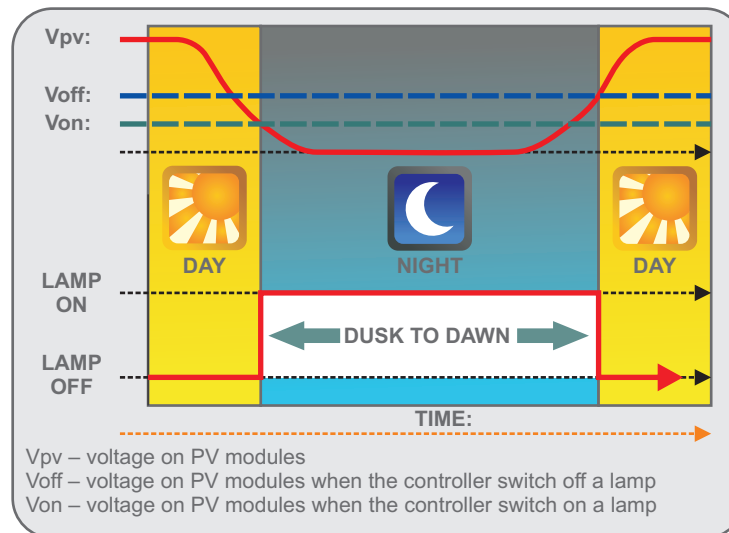 Vpv:
Voff:
Von:
DAY
NIGHT
DAY
LAMP
ON
DUSK TO DAWN
LAMP
OFF
TIME:
Vpv – voltage on PV modules
Voff – voltage on PV modules when the controller switch off a lamp
Von – voltage on PV modules when the controller switch on a lamp